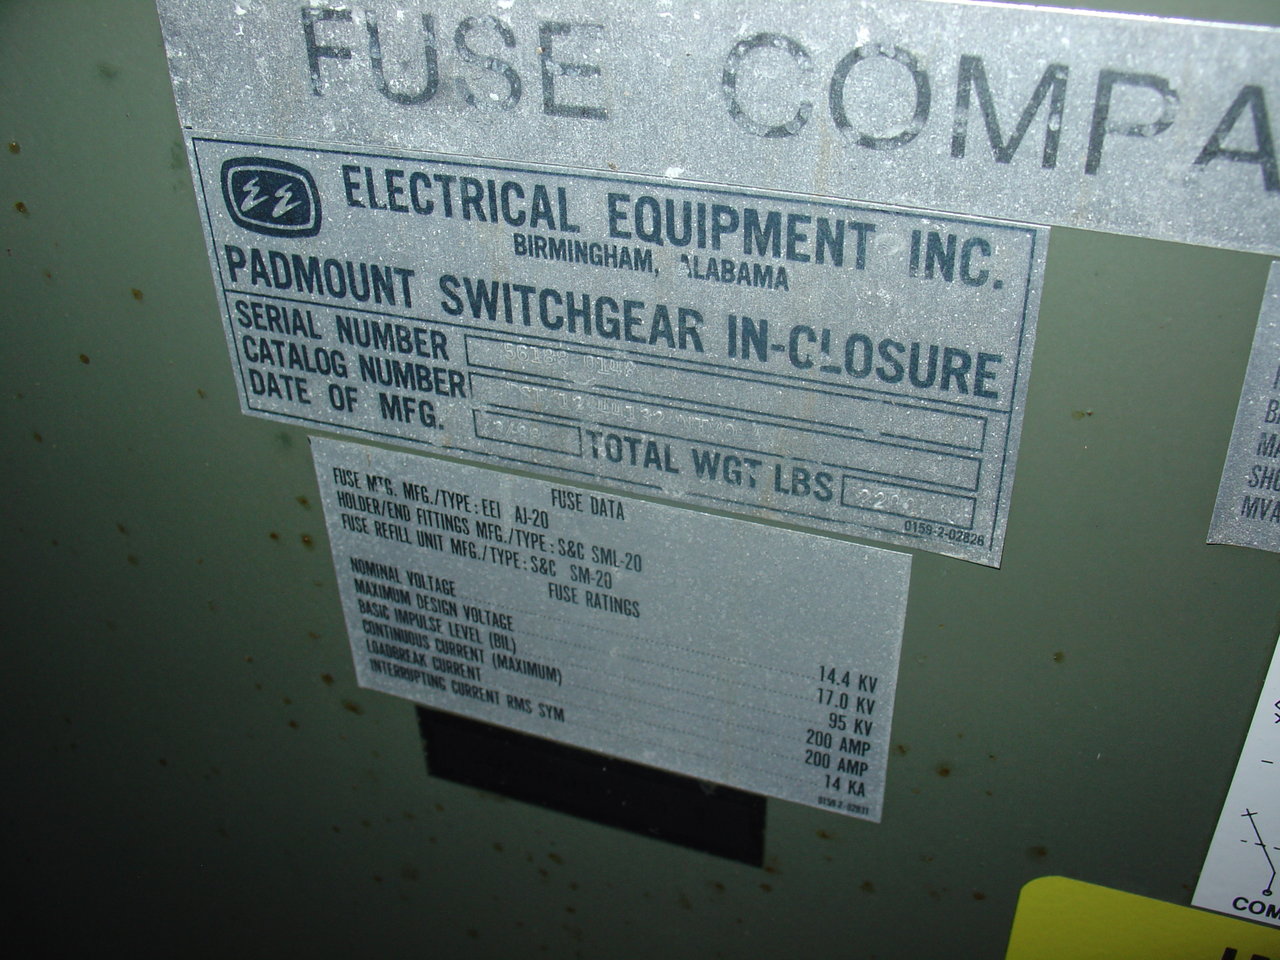 FUSE COMPA
EE ELECTRICAL EQUIPMENT INC.
BIRMINGHAM, ALABAMA
PADMOUNT SWITCHGEAR IN-CLOSURE
SERIAL NUMBER
CATALOG NUMBER
DATE OF MFG. TOTAL WGT LBS
0159-2-02826
FUSE DATA
FUSE MTG. MFG./TYPE: EEI AJ-20
HOLDER/END FITTINGS MFG./TYPE: S&C SML-20
FUSE REFILL UNIT MFG./TYPE: S&C SM-20
FUSE RATINGS
NOMINAL VOLTAGE 14.4 KV
MAXIMUM DESIGN VOLTAGE 17.0 KV
BASIC IMPULSE LEVEL (BIL) 95 KV
CONTINUOUS CURRENT (MAXIMUM) 200 AMP
LOADBREAK CURRENT 200 AMP
INTERRUPTING CURRENT RMS SYM 14 KA
SHO
MVA
COM